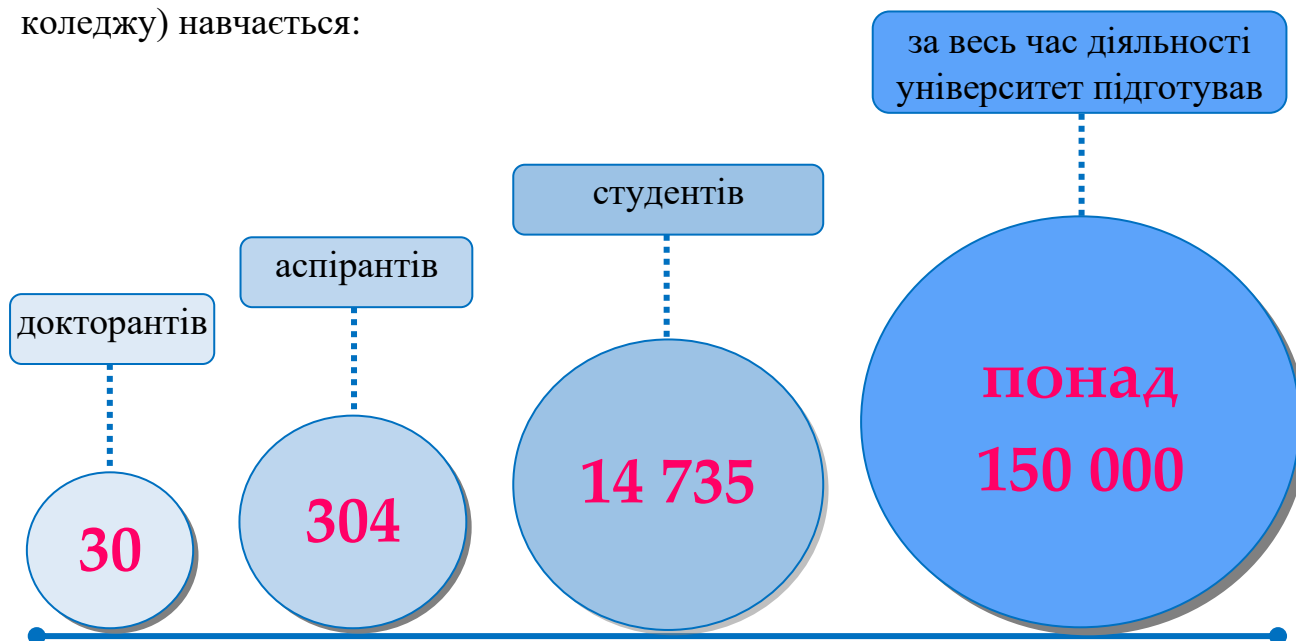 коледжу) навчається:
за весь час діяльності
університет підготував
студентів
аспірантів
докторантів
понад
150 000
14 735
304
30